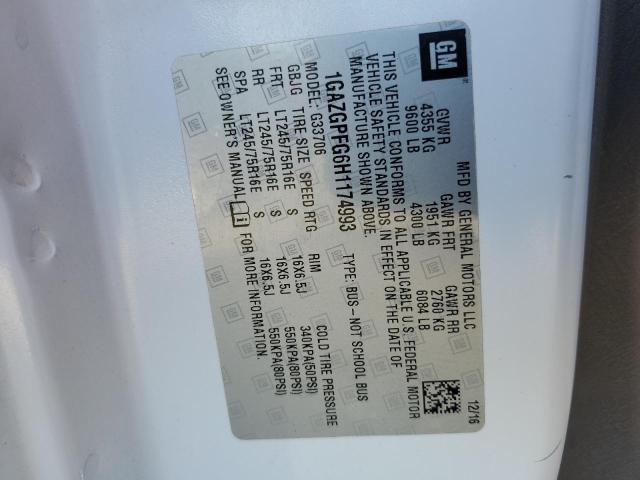 GM
MFD BY GENERAL MOTORS LLC 12/16
GVWR GAWR FRT GAWR RR
4355 KG 1951 KG 2760 KG
9600 LB 4300 LB 6084 LB
THIS VEHICLE CONFORMS TO ALL APPLICABLE U.S. FEDERAL MOTOR
VEHICLE SAFETY STANDARDS IN EFFECT ON THE DATE OF
MANUFACTURE SHOWN ABOVE.
1GAZGPFG6H1174993 TYPE: BUS-NOT SCHOOL BUS
MODEL: G33706
GBJG TIRE SIZE SPEED RTG RIM COLD TIRE PRESSURE
FRT LT245/75R16E S 16X6.5J 340KPA(50PSI)
RR LT245/75R16E S 16X6.5J 550KPA(80PSI)
SPA LT245/75R16E S 16X6.5J 550KPA(80PSI)
SEE OWNER'S MANUAL FOR MORE INFORMATION.